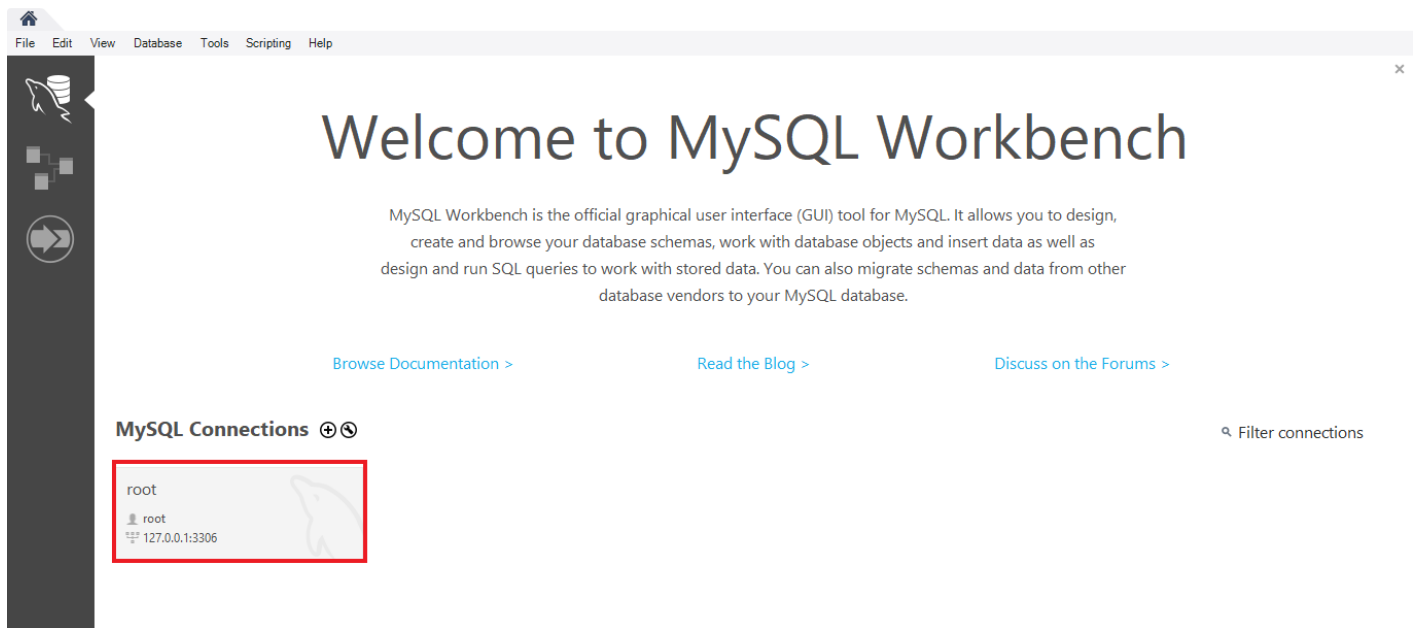 File Edit View Database Tools Scripting Help
Welcome to MySQL Workbench
MySQL Workbench is the official graphical user interface (GUI) tool for MySQL. It allows you to design,
create and browse your database schemas, work with database objects and insert data as well as
design and run SQL queries to work with stored data. You can also migrate schemas and data from other
database vendors to your MySQL database.
Browse Documentation > Read the Blog > Discuss on the Forums >
MySQL Connections Filter connections
root
root
127.0.0.1:3306